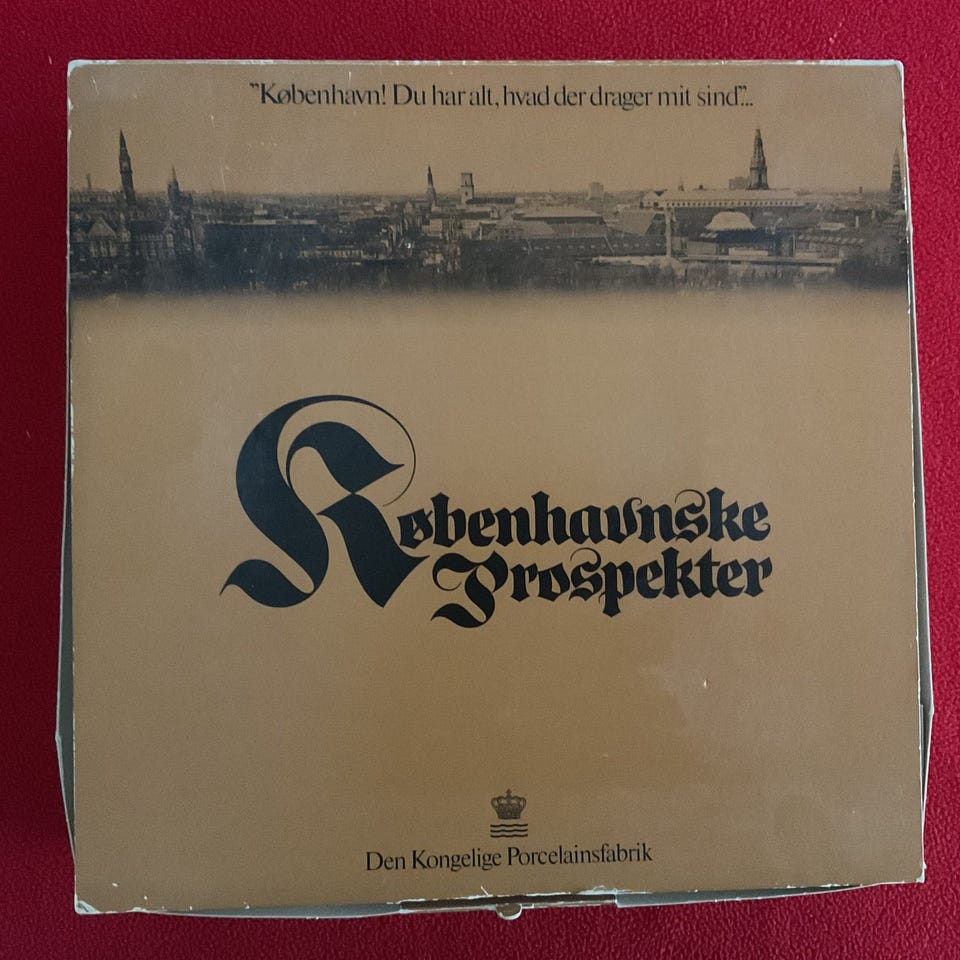 ”København! Du har alt, hvad der drager mit sind”...
Københavnske
Prospekter
Den Kongelige Porcelainsfabrik